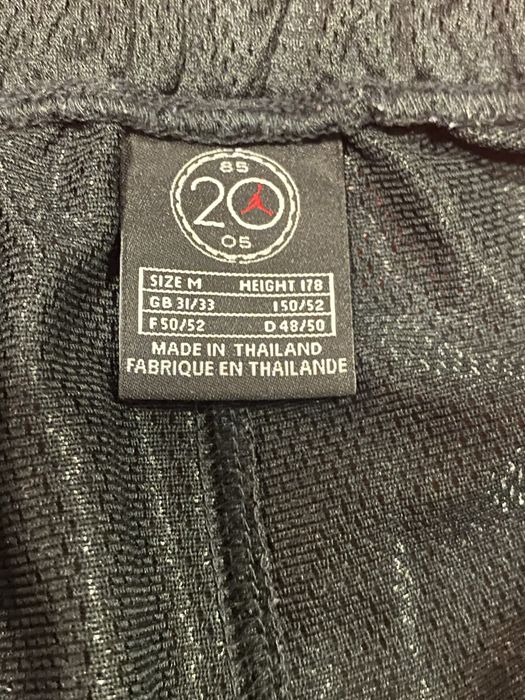 85
20
05
SIZE M HEIGHT 178
GB 31/33 I 50/52
F 50/52 D 48/50
MADE IN THAILAND
FABRIQUE EN THAILANDE